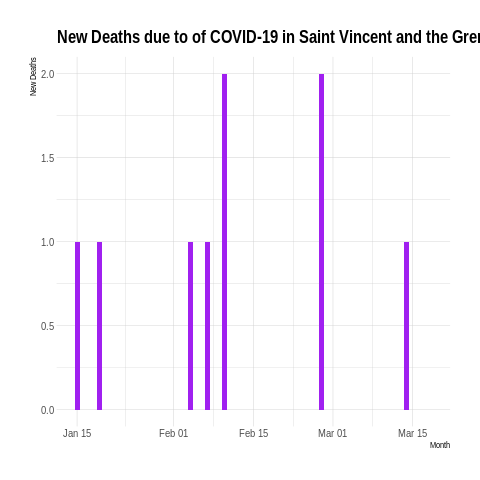 New Deaths due to of COVID-19 in Saint Vincent and the Gren
New Deaths
2.0
1.5
1.0
0.5
0.0
Jan 15
Feb 01
Feb 15
Mar 01
Mar 15
Month